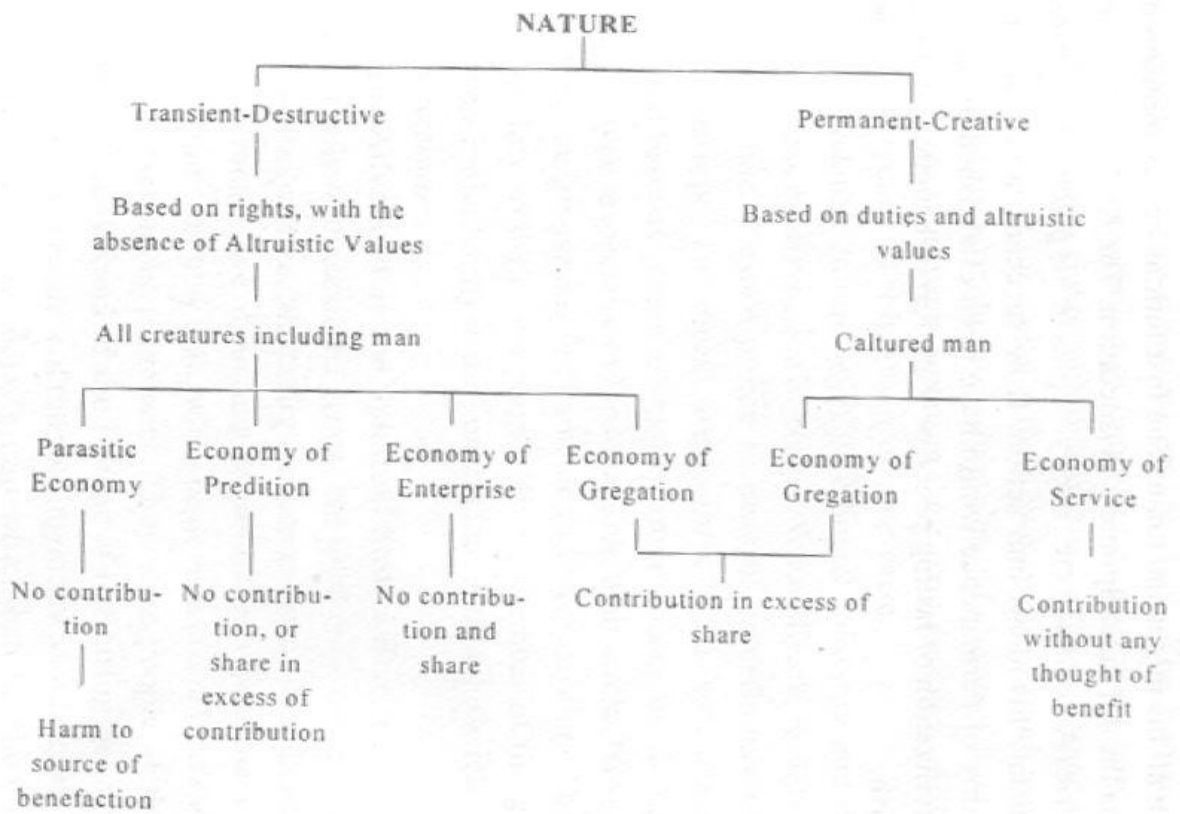 NATURE
Transient-Destructive
Permanent-Creative
Based on rights, with the
absence of Altruistic Values
Based on duties and altruistic
values
All creatures including man
Caltured man
Parasitic
Economy
Economy of
Predition
Economy of
Enterprise
Economy of
Gregation
Economy of
Gregation
Economy of
Service
No contribu-
tion
No contribu-
tion, or
share in
excess of
contribution
No contribu-
tion and
share
Contribution in excess of
share
Contribution
without any
thought of
benefit
Harm to
source of
benefaction